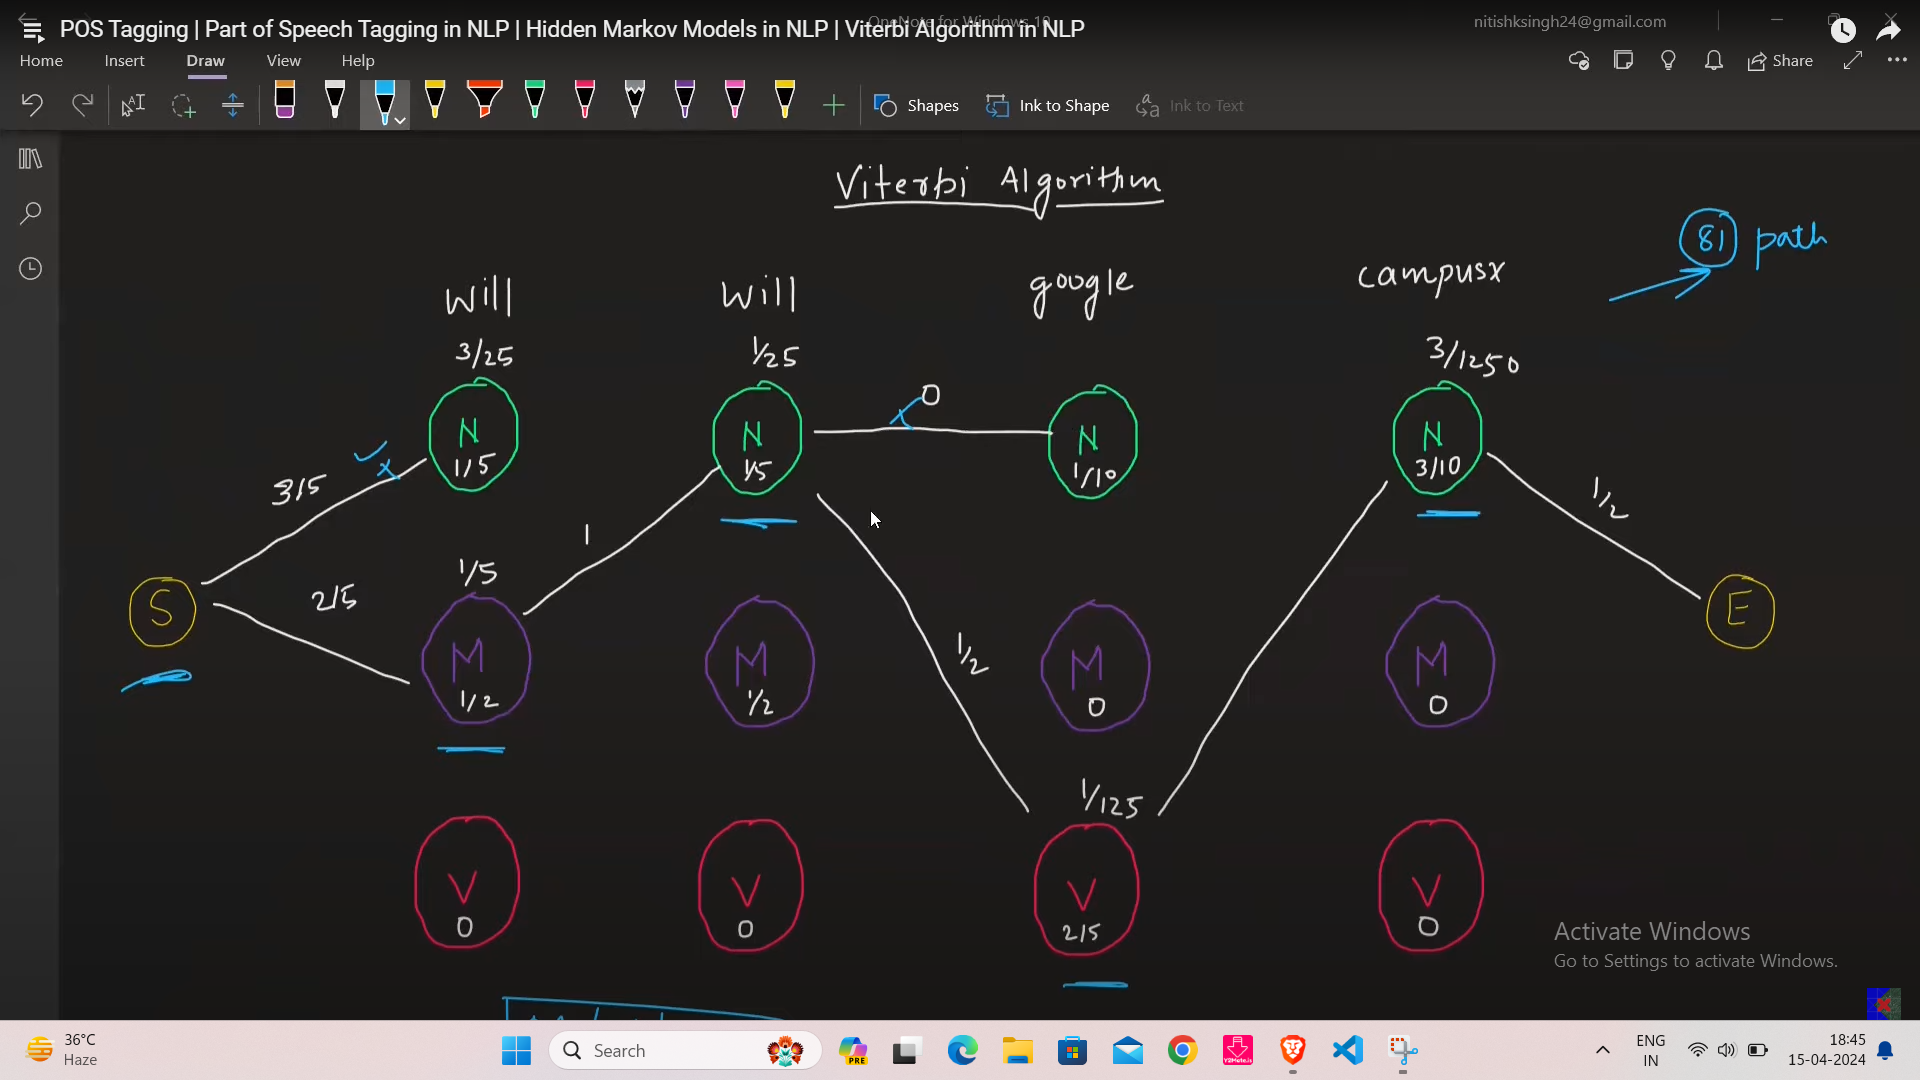 POS Tagging | Part of Speech Tagging in NLP | Hidden Markov Models in NLP | Viterbi Algorithm in NLP
OneNote for Windows 10
nitishksingh24@gmail.com
Home Insert Draw View Help
Share
Shapes Ink to Shape Ink to Text
Viterbi Algorithm
81 path
Will Will google campusx
3/25 1/25 3/1250
0
N N N N
1/5 1/5 1/10 3/10
3/5
1/2
1
1/5
2/5
S
E
1/2
M M M M
1/2 1/2 0 0
1/125
V V V V
0 0 2/5 0
Activate Windows
Go to Settings to activate Windows.
36°C
Haze
Search
PRE
ENG
IN
18:45
15-04-2024